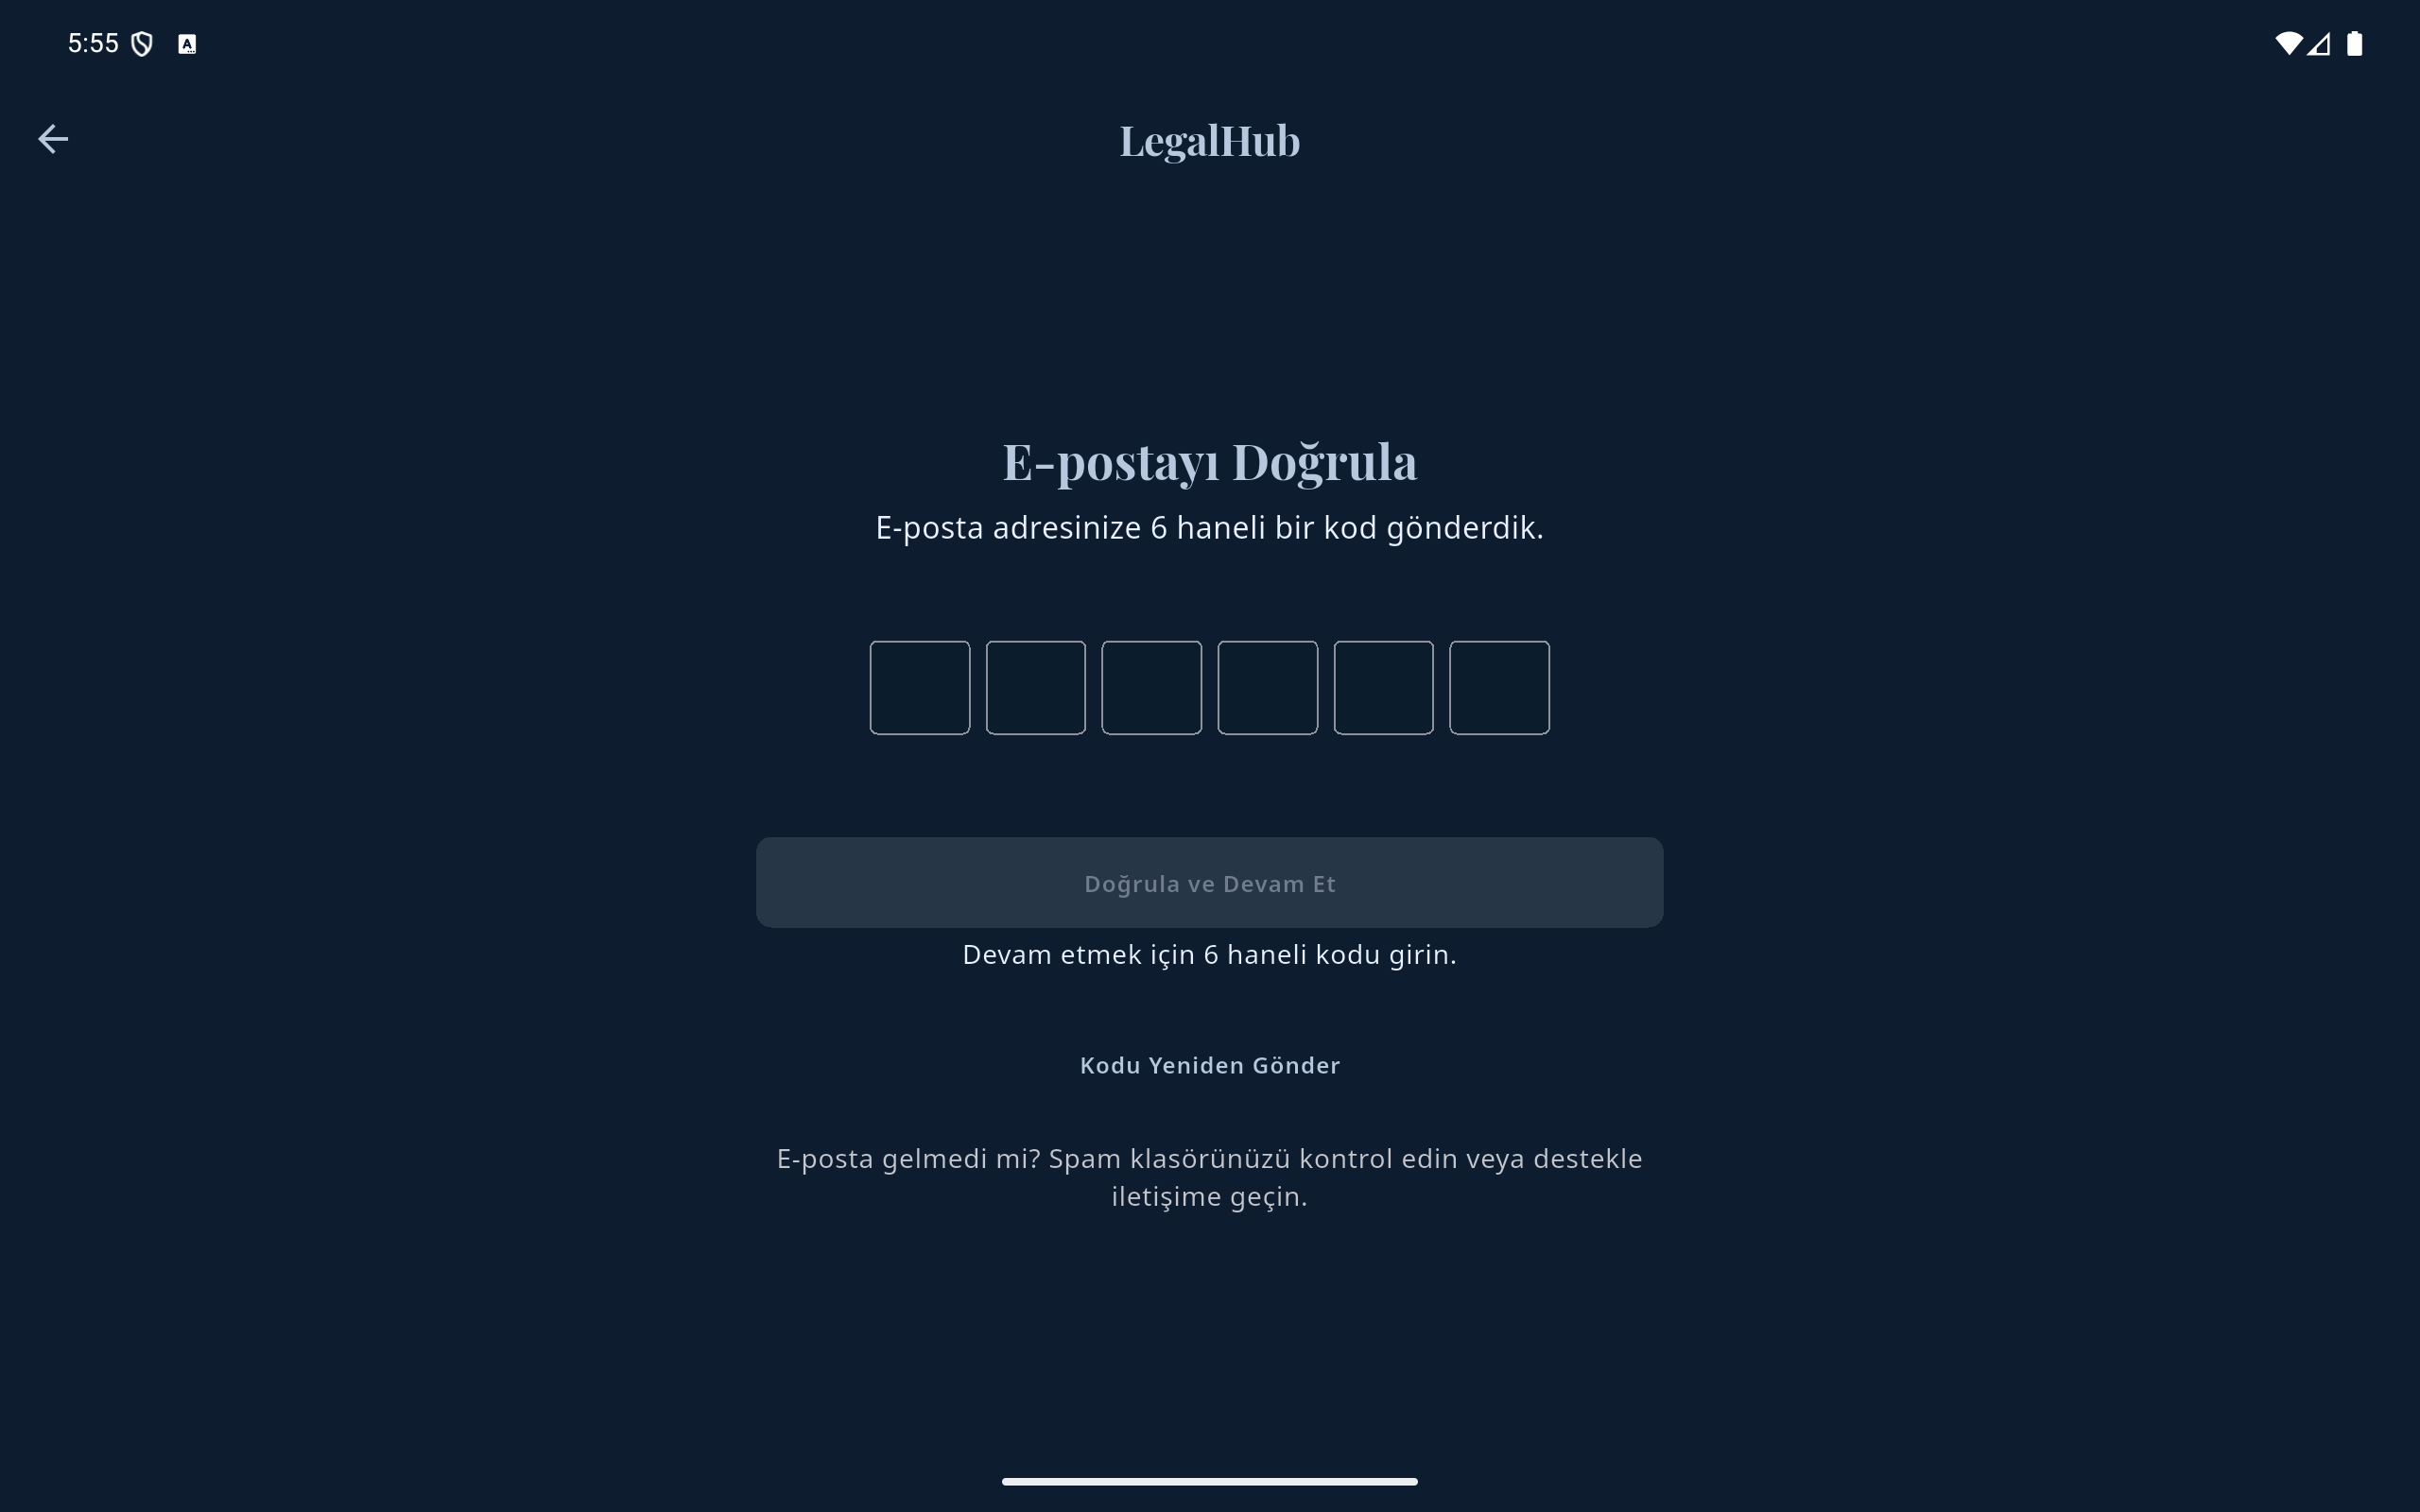 5:55
LegalHub
E-postayı Doğrula
E-posta adresinize 6 haneli bir kod gönderdik.
Doğrula ve Devam Et
Devam etmek için 6 haneli kodu girin.
Kodu Yeniden Gönder
E-posta gelmedi mi? Spam klasörünüzü kontrol edin veya destekle
iletişime geçin.